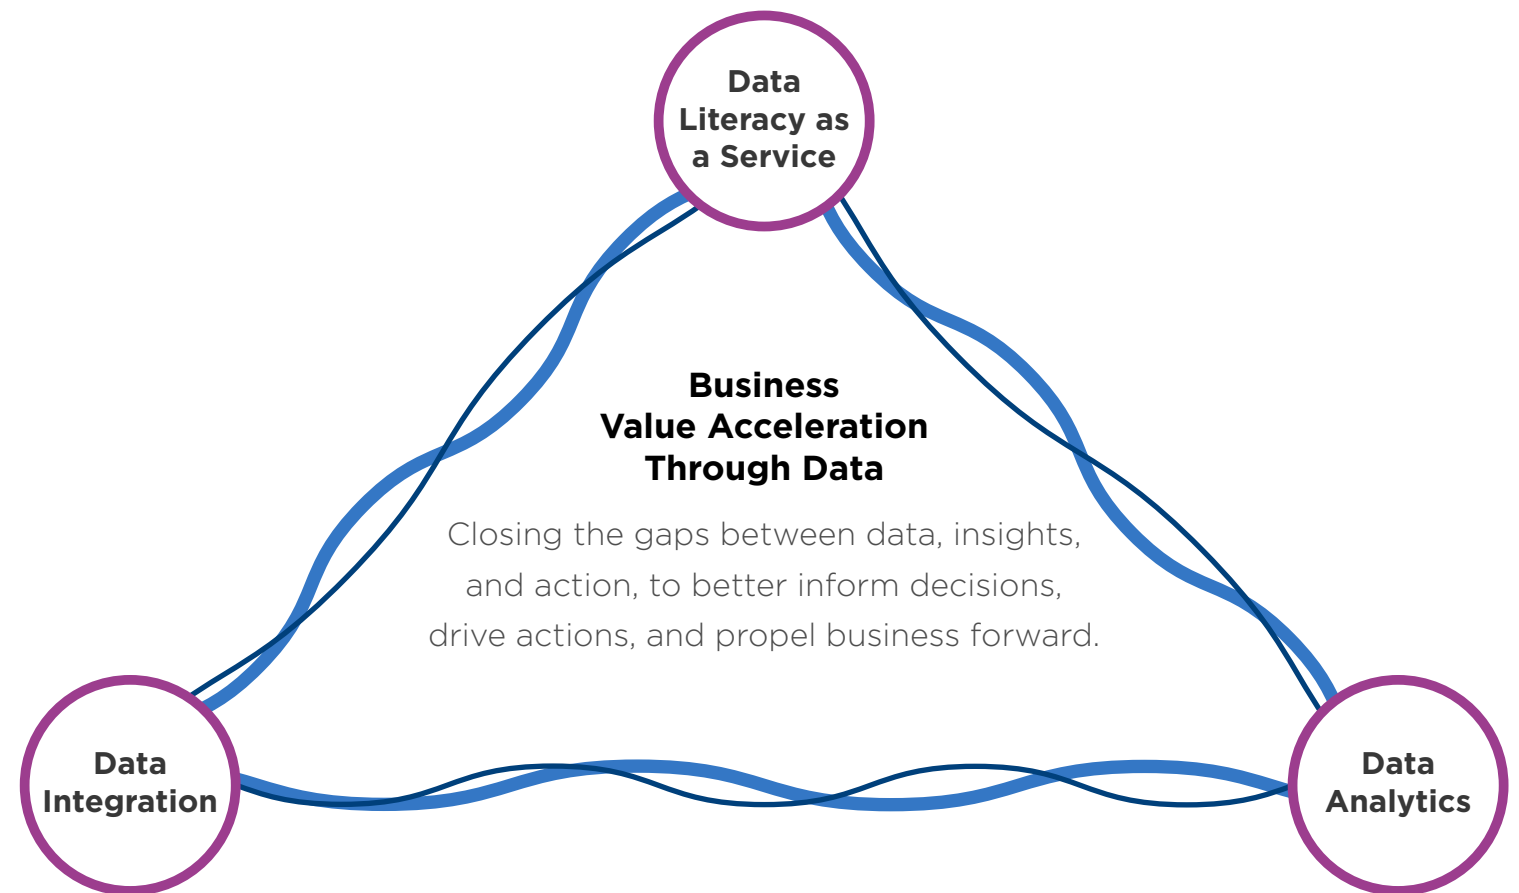 Data
Literacy as
a Service
Business
Value Acceleration
Through Data
Closing the gaps between data, insights,
and action, to better inform decisions,
drive actions, and propel business forward.
Data
Integration
Data
Analytics